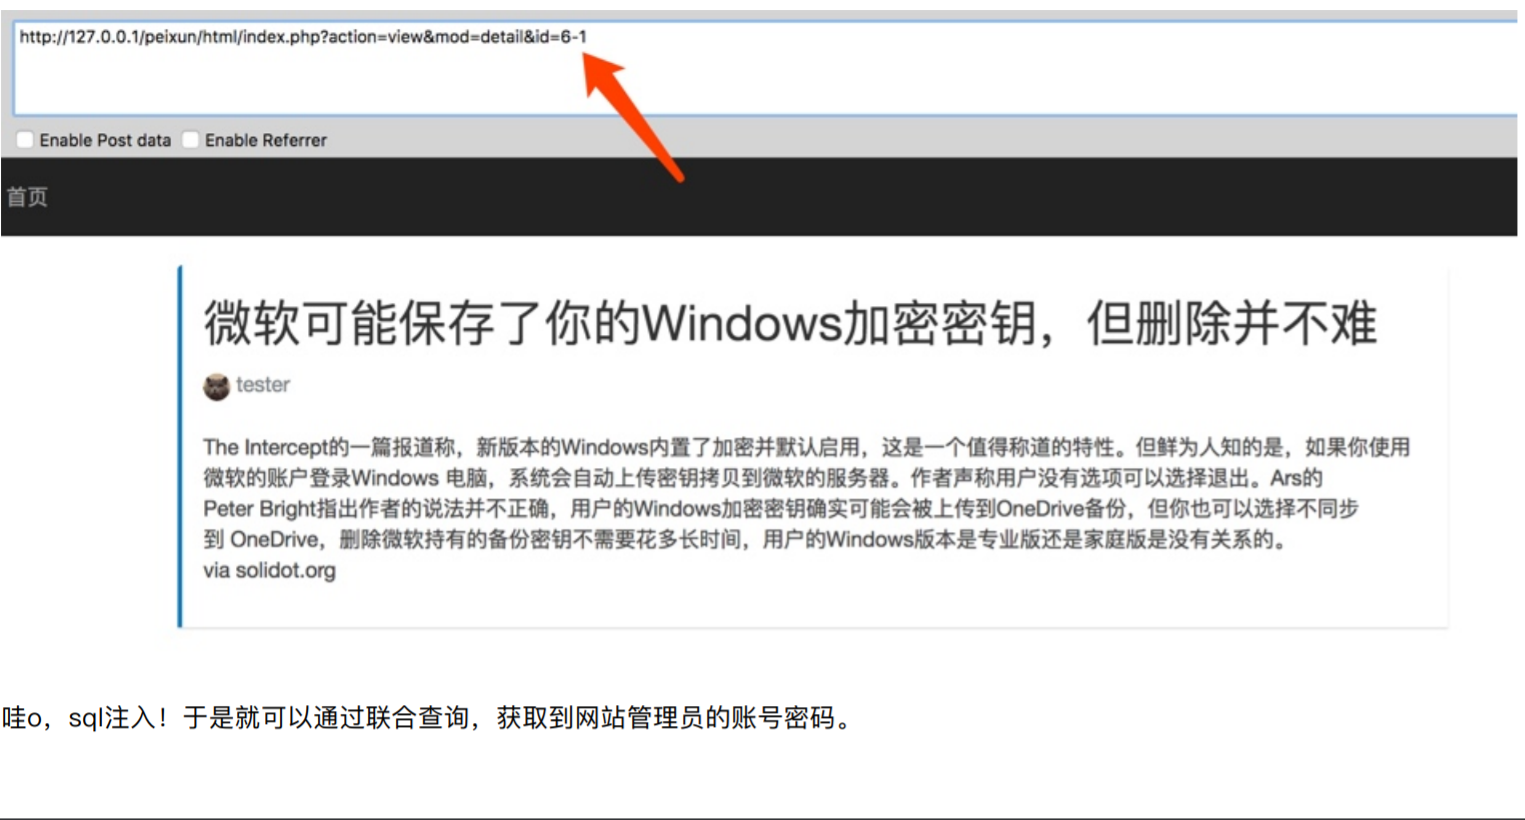 http://127.0.0.1/peixun/html/index.php?action=view&mod=detail&id=6-1
Enable Post data Enable Referrer
首页
微软可能保存了你的Windows加密密钥，但删除并不难
tester
The Intercept的一篇报道称，新版本的Windows内置了加密并默认启用，这是一个值得称道的特性。但鲜为人知的是，如果你使用
微软的账户登录Windows 电脑，系统会自动上传密钥拷贝到微软的服务器。作者声称用户没有选项可以选择退出。Ars的
Peter Bright指出作者的说法并不正确，用户的Windows加密密钥确实可能会被上传到OneDrive备份，但你也可以选择不同步
到 OneDrive，删除微软持有的备份密钥不需要花多长时间，用户的Windows版本是专业版还是家庭版是没有关系的。
via solidot.org
哇o，sql注入！于是就可以通过联合查询，获取到网站管理员的账号密码。